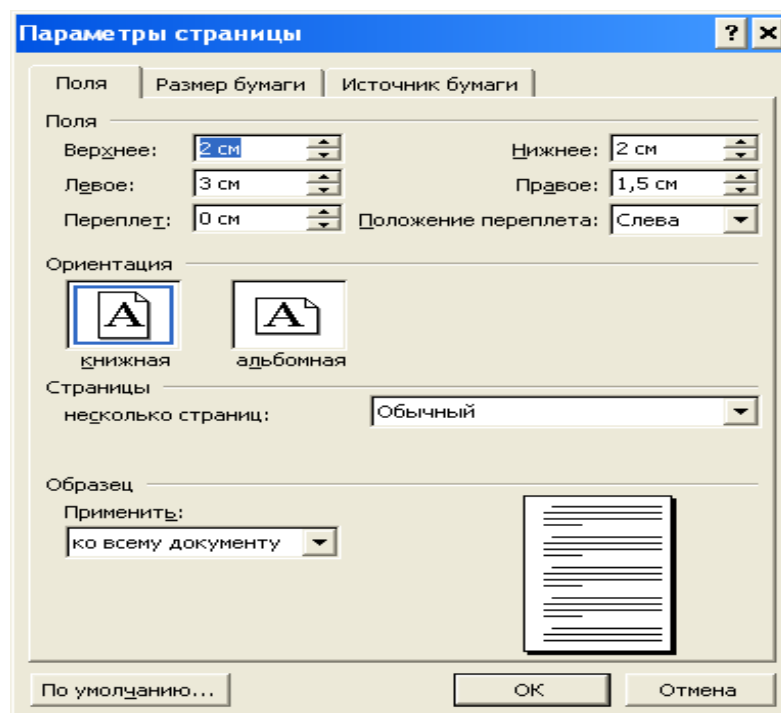 Параметры страницы ? ×
Поля Размер бумаги Источник бумаги
Поля
Верхнее: 2 см Нижнее: 2 см
Левое: 3 см Правое: 1,5 см
Переплет: 0 см Положение переплета: Слева
Ориентация
A A
книжная альбомная
Страницы
несколько страниц: Обычный
Образец
Применить:
ко всему документу
По умолчанию... ОК Отмена